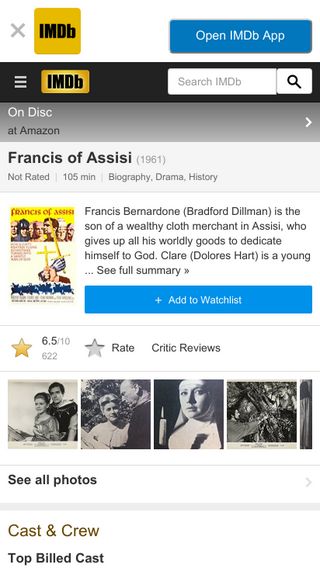 IMDb
Open IMDb App
IMDb
Search IMDb
On Disc
at Amazon
Francis of Assisi (1961)
Not Rated | 105 min | Biography, Drama, History
FRANCIS OF ASSISI
Francis Bernardone (Bradford Dillman) is the
son of a wealthy cloth merchant in Assisi, who
gives up all his worldly goods to dedicate
himself to God. Clare (Dolores Hart) is a young
... See full summary »
+ Add to Watchlist
6.5/10
622
Rate
Critic Reviews
See all photos
Cast & Crew
Top Billed Cast